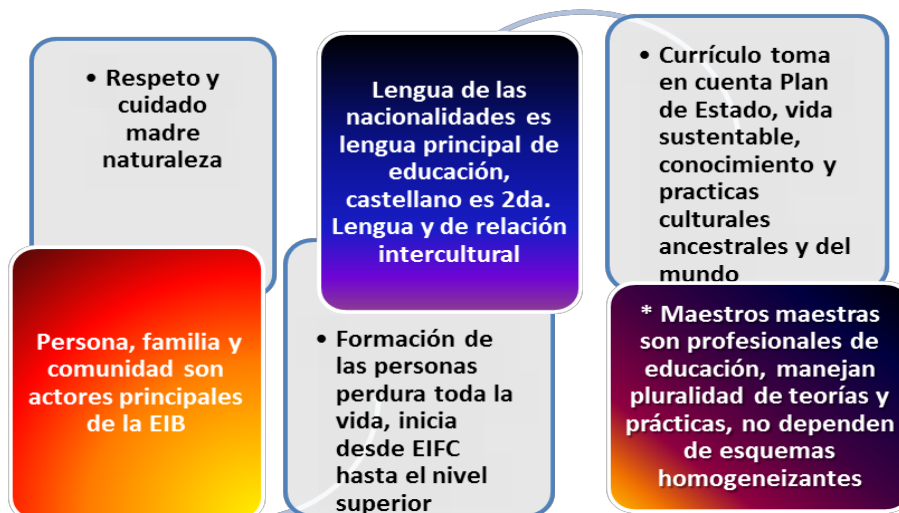 • Respeto y
cuidado
madre
naturaleza
Persona, familia y
comunidad son
actores principales
de la EIB
Lengua de las
nacionalidades es
lengua principal de
educación,
castellano es 2da.
Lengua y de relación
intercultural
• Formación de
las personas
perdura toda la
vida, inicia
desde EIFC
hasta el nivel
superior
• Currículo toma
en cuenta Plan
de Estado, vida
sustentable,
conocimiento y
practicas
culturales
ancestrales y del
mundo
* Maestros maestras
son profesionales de
educación, manejan
pluralidad de teorías y
prácticas, no dependen
de esquemas
homogeneizantes